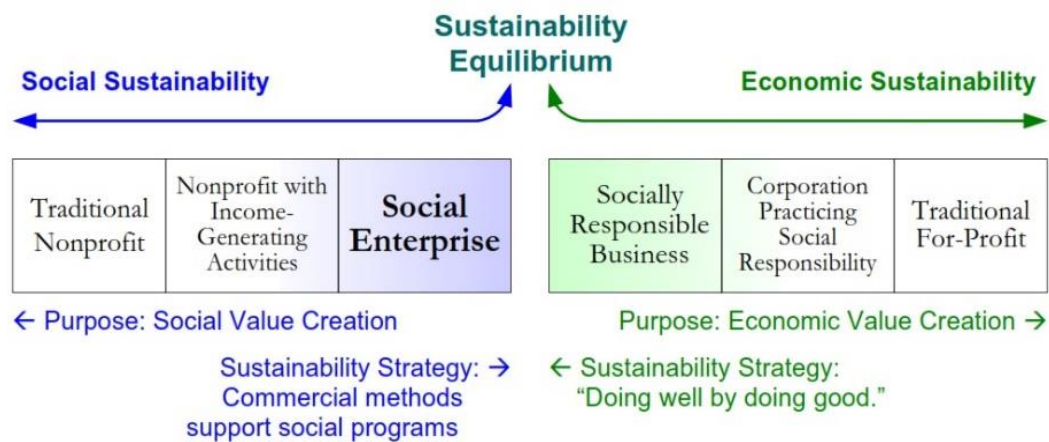 Sustainability
Equilibrium
Social Sustainability
Economic Sustainability
Traditional
Nonprofit
Nonprofit with
Income-
Generating
Activities
Social
Enterprise
Socially
Responsible
Business
Corporation
Practicing
Social
Responsibility
Traditional
For-Profit
← Purpose: Social Value Creation
Purpose: Economic Value Creation →
Sustainability Strategy: →
Commercial methods
support social programs
← Sustainability Strategy:
“Doing well by doing good.”